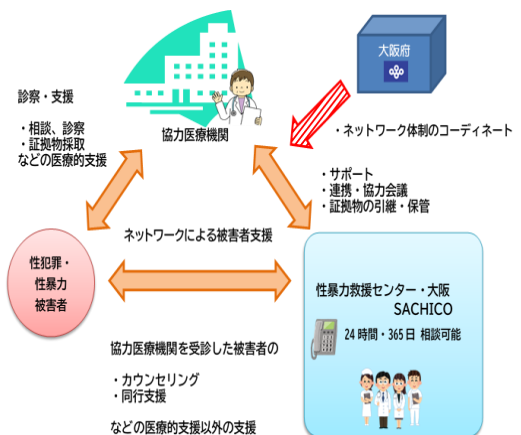 大阪府
診察・支援
・相談、診察
・証拠物採取
などの医療的支援
協力医療機関
・ネットワーク体制のコーディネート
・サポート
・連携・協力会議
・証拠物の引継・保管
ネットワークによる被害者支援
性犯罪・
性暴力
被害者
性暴力救援センター・大阪
SACHICO
24時間・365日 相談可能
協力医療機関を受診した被害者の
・カウンセリング
・同行支援
などの医療的支援以外の支援